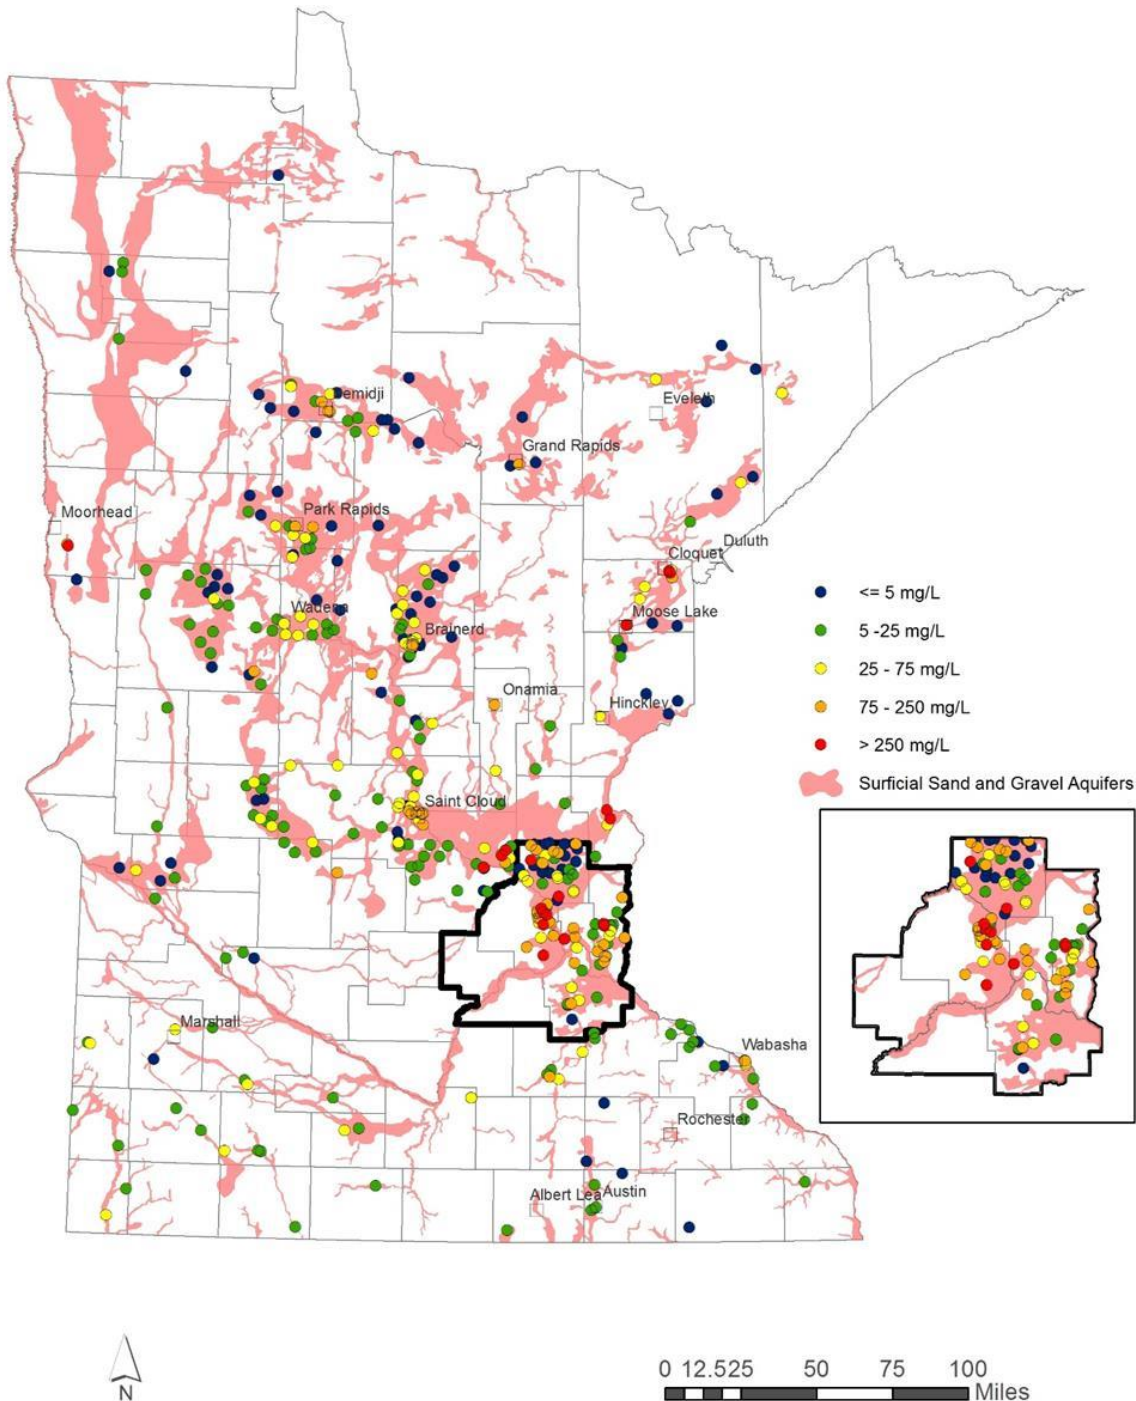 Bemidji
Eveleth
Grand Rapids
Park Rapids
Moorhead
Duluth
Cloquet
<= 5 mg/L
Wadena
Moose Lake
Brainerd
5 -25 mg/L
25 - 75 mg/L
Onamia
Hinckley
75 - 250 mg/L
> 250 mg/L
Surficial Sand and Gravel Aquifers
Saint Cloud
Marshall
Wabasha
Rochester
Albert Lea
Austin
N
0 12.525 50 75 100
Miles